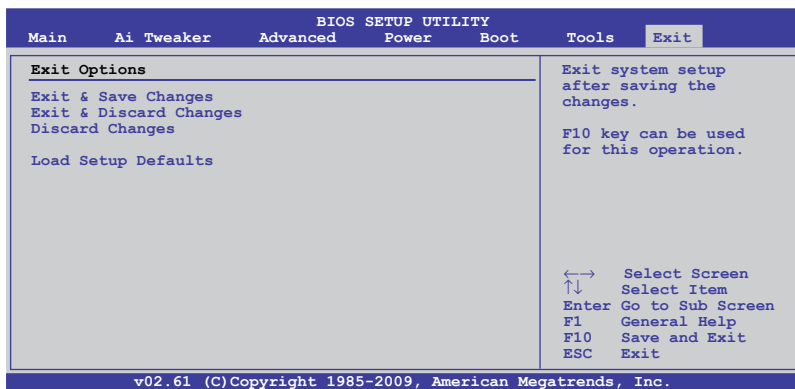 BIOS SETUP UTILITY
Main Ai Tweaker Advanced Power Boot Tools Exit
Exit Options
Exit & Save Changes
Exit & Discard Changes
Discard Changes
Load Setup Defaults
Exit system setup
after saving the
changes.
F10 key can be used
for this operation.
←→ Select Screen
↑↓ Select Item
Enter Go to Sub Screen
F1 General Help
F10 Save and Exit
ESC Exit
v02.61 (C)Copyright 1985-2009, American Megatrends, Inc.